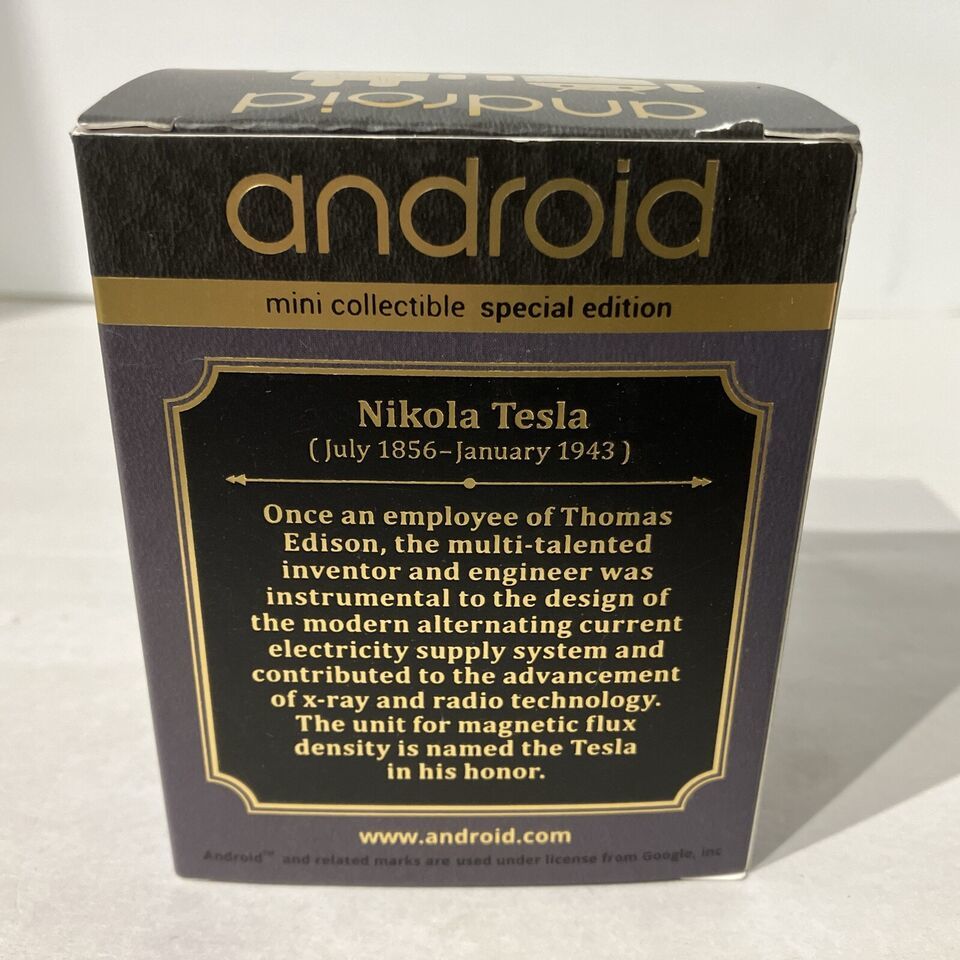 android
android
mini collectible special edition
Nikola Tesla
(July 1856–January 1943)
Once an employee of Thomas
Edison, the multi-talented
inventor and engineer was
instrumental to the design of
the modern alternating current
electricity supply system and
contributed to the advancement
of x-ray and radio technology.
The unit for magnetic flux
density is named the Tesla
in his honor.
www.android.com
Android™ and related marks are used under license from Google, inc